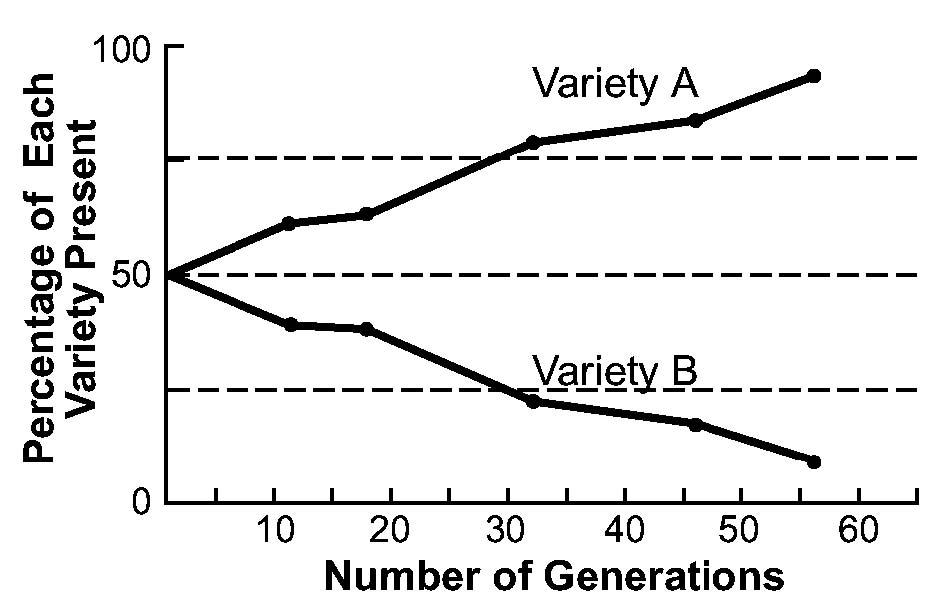 100
Variety A
Percentage of Each
Variety Present
50
Variety B
0
10 20 30 40 50 60
Number of Generations